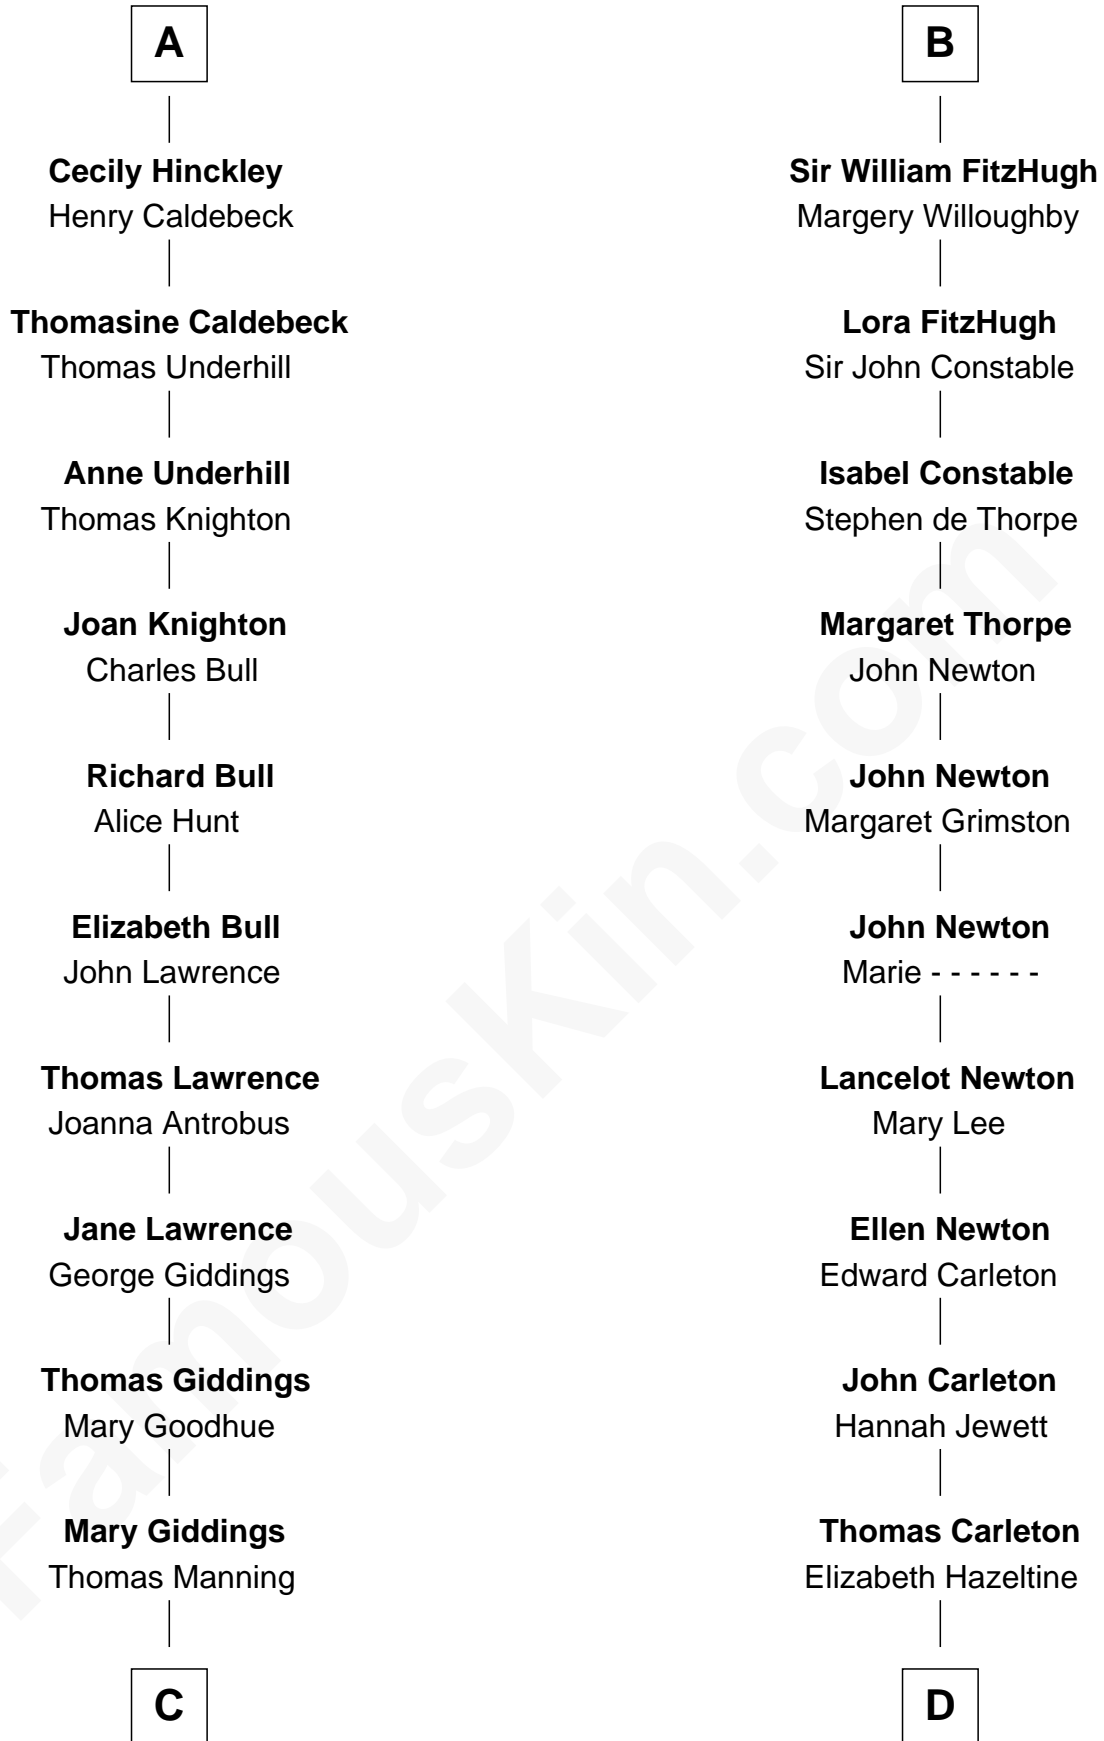 A
Cecily Hinckley
Henry Caldebeck
Thomasine Caldebeck
Thomas Underhill
Anne Underhill
Thomas Knighton
Joan Knighton
Charles Bull
Richard Bull
Alice Hunt
Elizabeth Bull
John Lawrence
Thomas Lawrence
Joanna Antrobus
Jane Lawrence
George Giddings
Thomas Giddings
Mary Goodhue
Mary Giddings
Thomas Manning
C
B
Sir William FitzHugh
Margery Willoughby
Lora FitzHugh
Sir John Constable
Isabel Constable
Stephen de Thorpe
Margaret Thorpe
John Newton
John Newton
Margaret Grimston
John Newton
Marie - - - - - -
Lancelot Newton
Mary Lee
Ellen Newton
Edward Carleton
John Carleton
Hannah Jewett
Thomas Carleton
Elizabeth Hazeltine
D
FamousKin.com